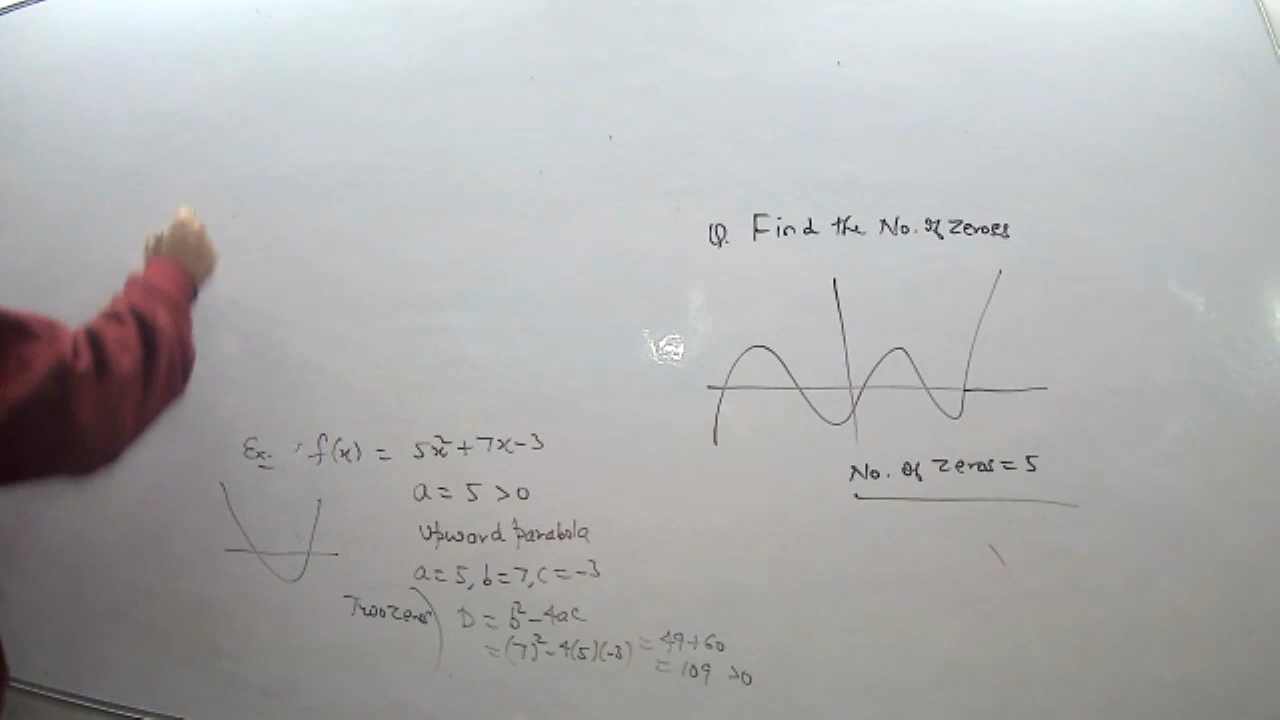 Q. Find the No. of zeroes
No. of zeros = 5
Ex: f(x) = 5x²+7x-3
a = 5 >0
Upward parabola
a=5, b=7, c=-3
Two zeros) D = b²-4ac
= (7)²-4(5)(-3) = 49+60
= 109 >0